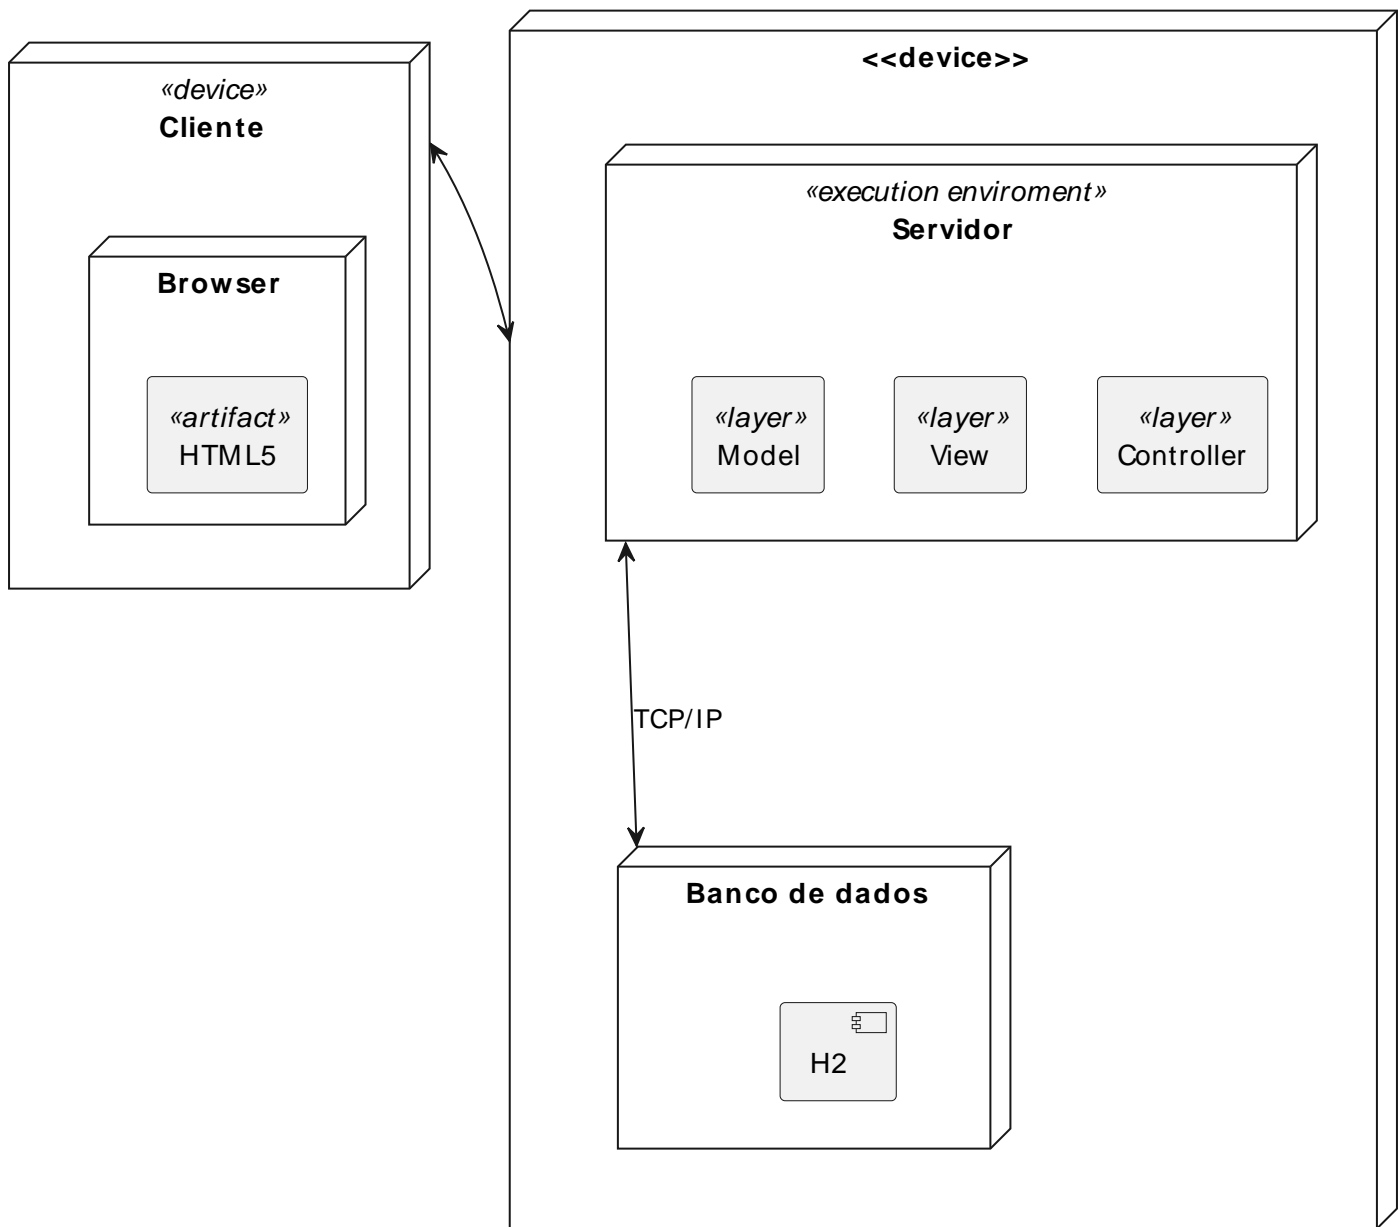 «device»
Cliente
Browser
«artifact»
HTML5
<<device>>
«execution enviroment»
Servidor
«layer»
Model
«layer»
View
«layer»
Controller
TCP/IP
Banco de dados
H2